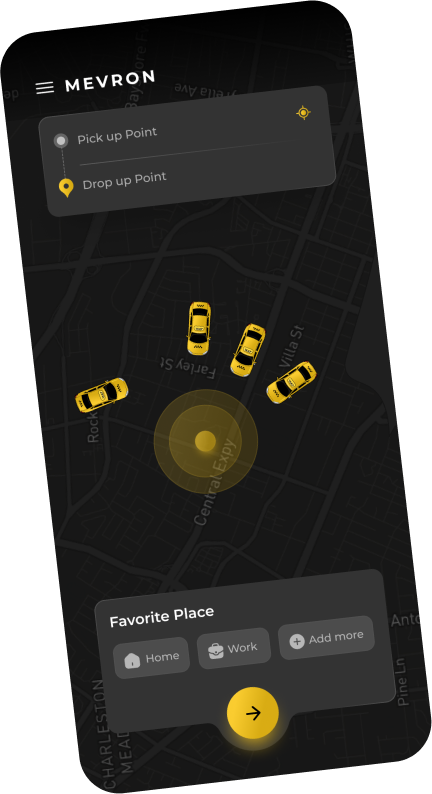 MEVRON
Pick up Point
Drop up Point
Villa St
Farley St
Rock
Central Expy
Favorite Place
Home
Work
Add more
Pine Ln
CHARLESTON
MEAD